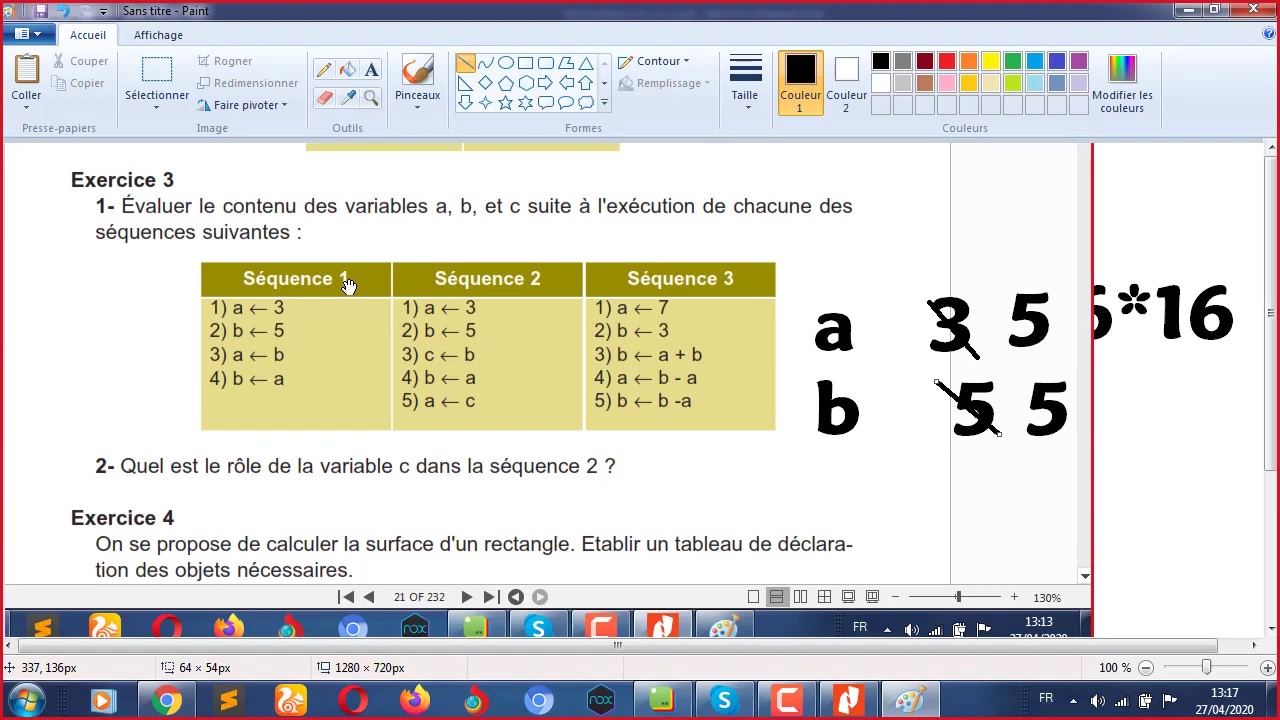 Sans titre - Paint
Accueil
Affichage
Coller
Couper
Copier
Presse-papiers
Sélectionner
Rogner
Redimensionner
Faire pivoter
Image
A
Outils
Pinceaux
Contour
Remplissage
Formes
Taille
Couleur 1
Couleur 2
Modifier les couleurs
Couleurs
Exercice 3
1- Évaluer le contenu des variables a, b, et c suite à l'exécution de chacune des
séquences suivantes :
Séquence 1
1) a ← 3
2) b ← 5
3) a ← b
4) b ← a
Séquence 2
1) a ← 3
2) b ← 5
3) c ← b
4) b ← a
5) a ← c
Séquence 3
1) a ← 7
2) b ← 3
3) b ← a + b
4) a ← b - a
5) b ← b -a
a 3 5
6*16
b 5 5
2- Quel est le rôle de la variable c dans la séquence 2 ?
Exercice 4
On se propose de calculer la surface d'un rectangle. Etablir un tableau de déclara-
tion des objets nécessaires.
21 OF 232
130%
FR
13:13
27/04/2020
337, 136px
64 × 54px
1280 × 720px
100 %
nox
FR
13:17
27/04/2020